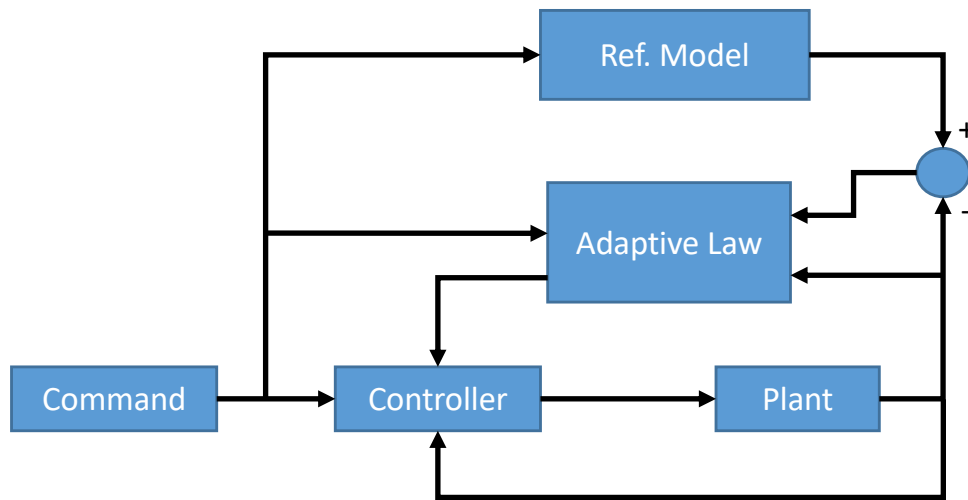 Ref. Model
+
-
Adaptive Law
Command
Controller
Plant